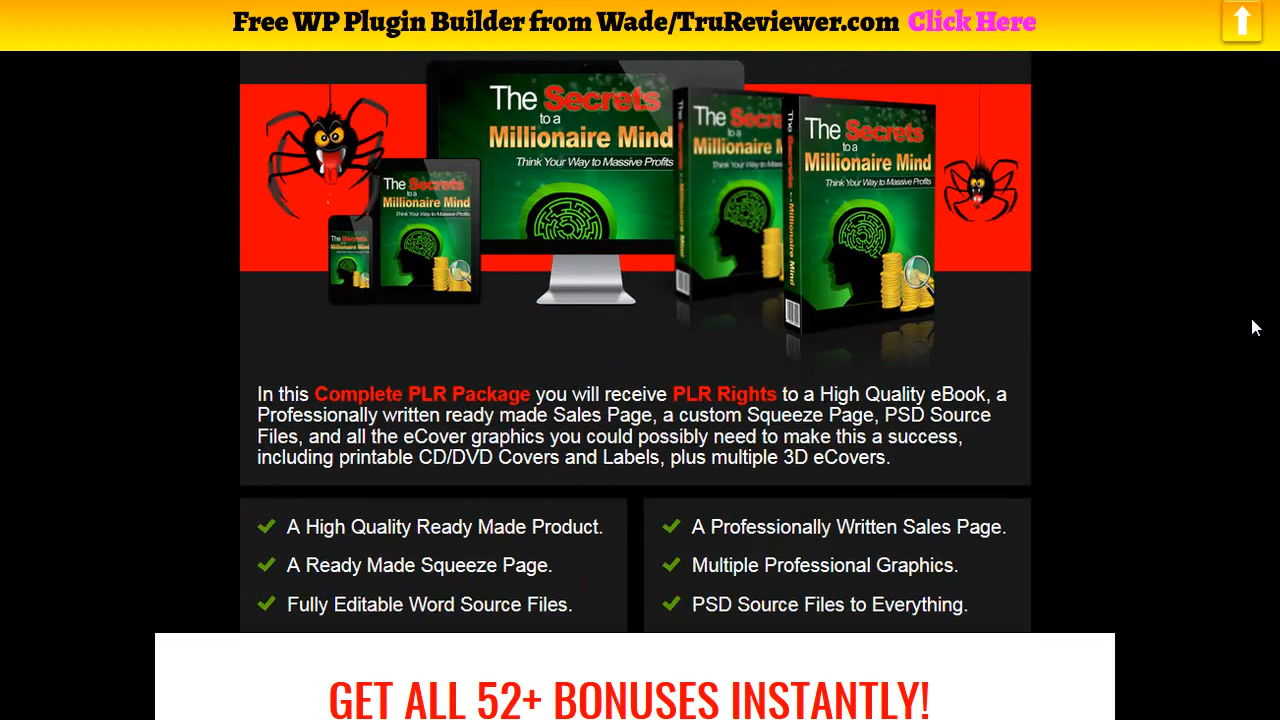 Free WP Plugin Builder from Wade/TruReviewer.com Click Here
The Secrets
to a
Millionaire Mind
Think Your Way to Massive Profits
The Secrets
to a
Millionaire Mind
Think Your Way to Massive Profits
The Secrets
to a
Millionaire Mind
Think Your Way to Massive Profits
The Secrets
to a
Millionaire Mind
Think Your Way to Massive Profits
In this Complete PLR Package you will receive PLR Rights to a High Quality eBook, a
Professionally written ready made Sales Page, a custom Squeeze Page, PSD Source
Files, and all the eCover graphics you could possibly need to make this a success,
including printable CD/DVD Covers and Labels, plus multiple 3D eCovers.
A High Quality Ready Made Product.
A Ready Made Squeeze Page.
Fully Editable Word Source Files.
A Professionally Written Sales Page.
Multiple Professional Graphics.
PSD Source Files to Everything.
GET ALL 52+ BONUSES INSTANTLY!